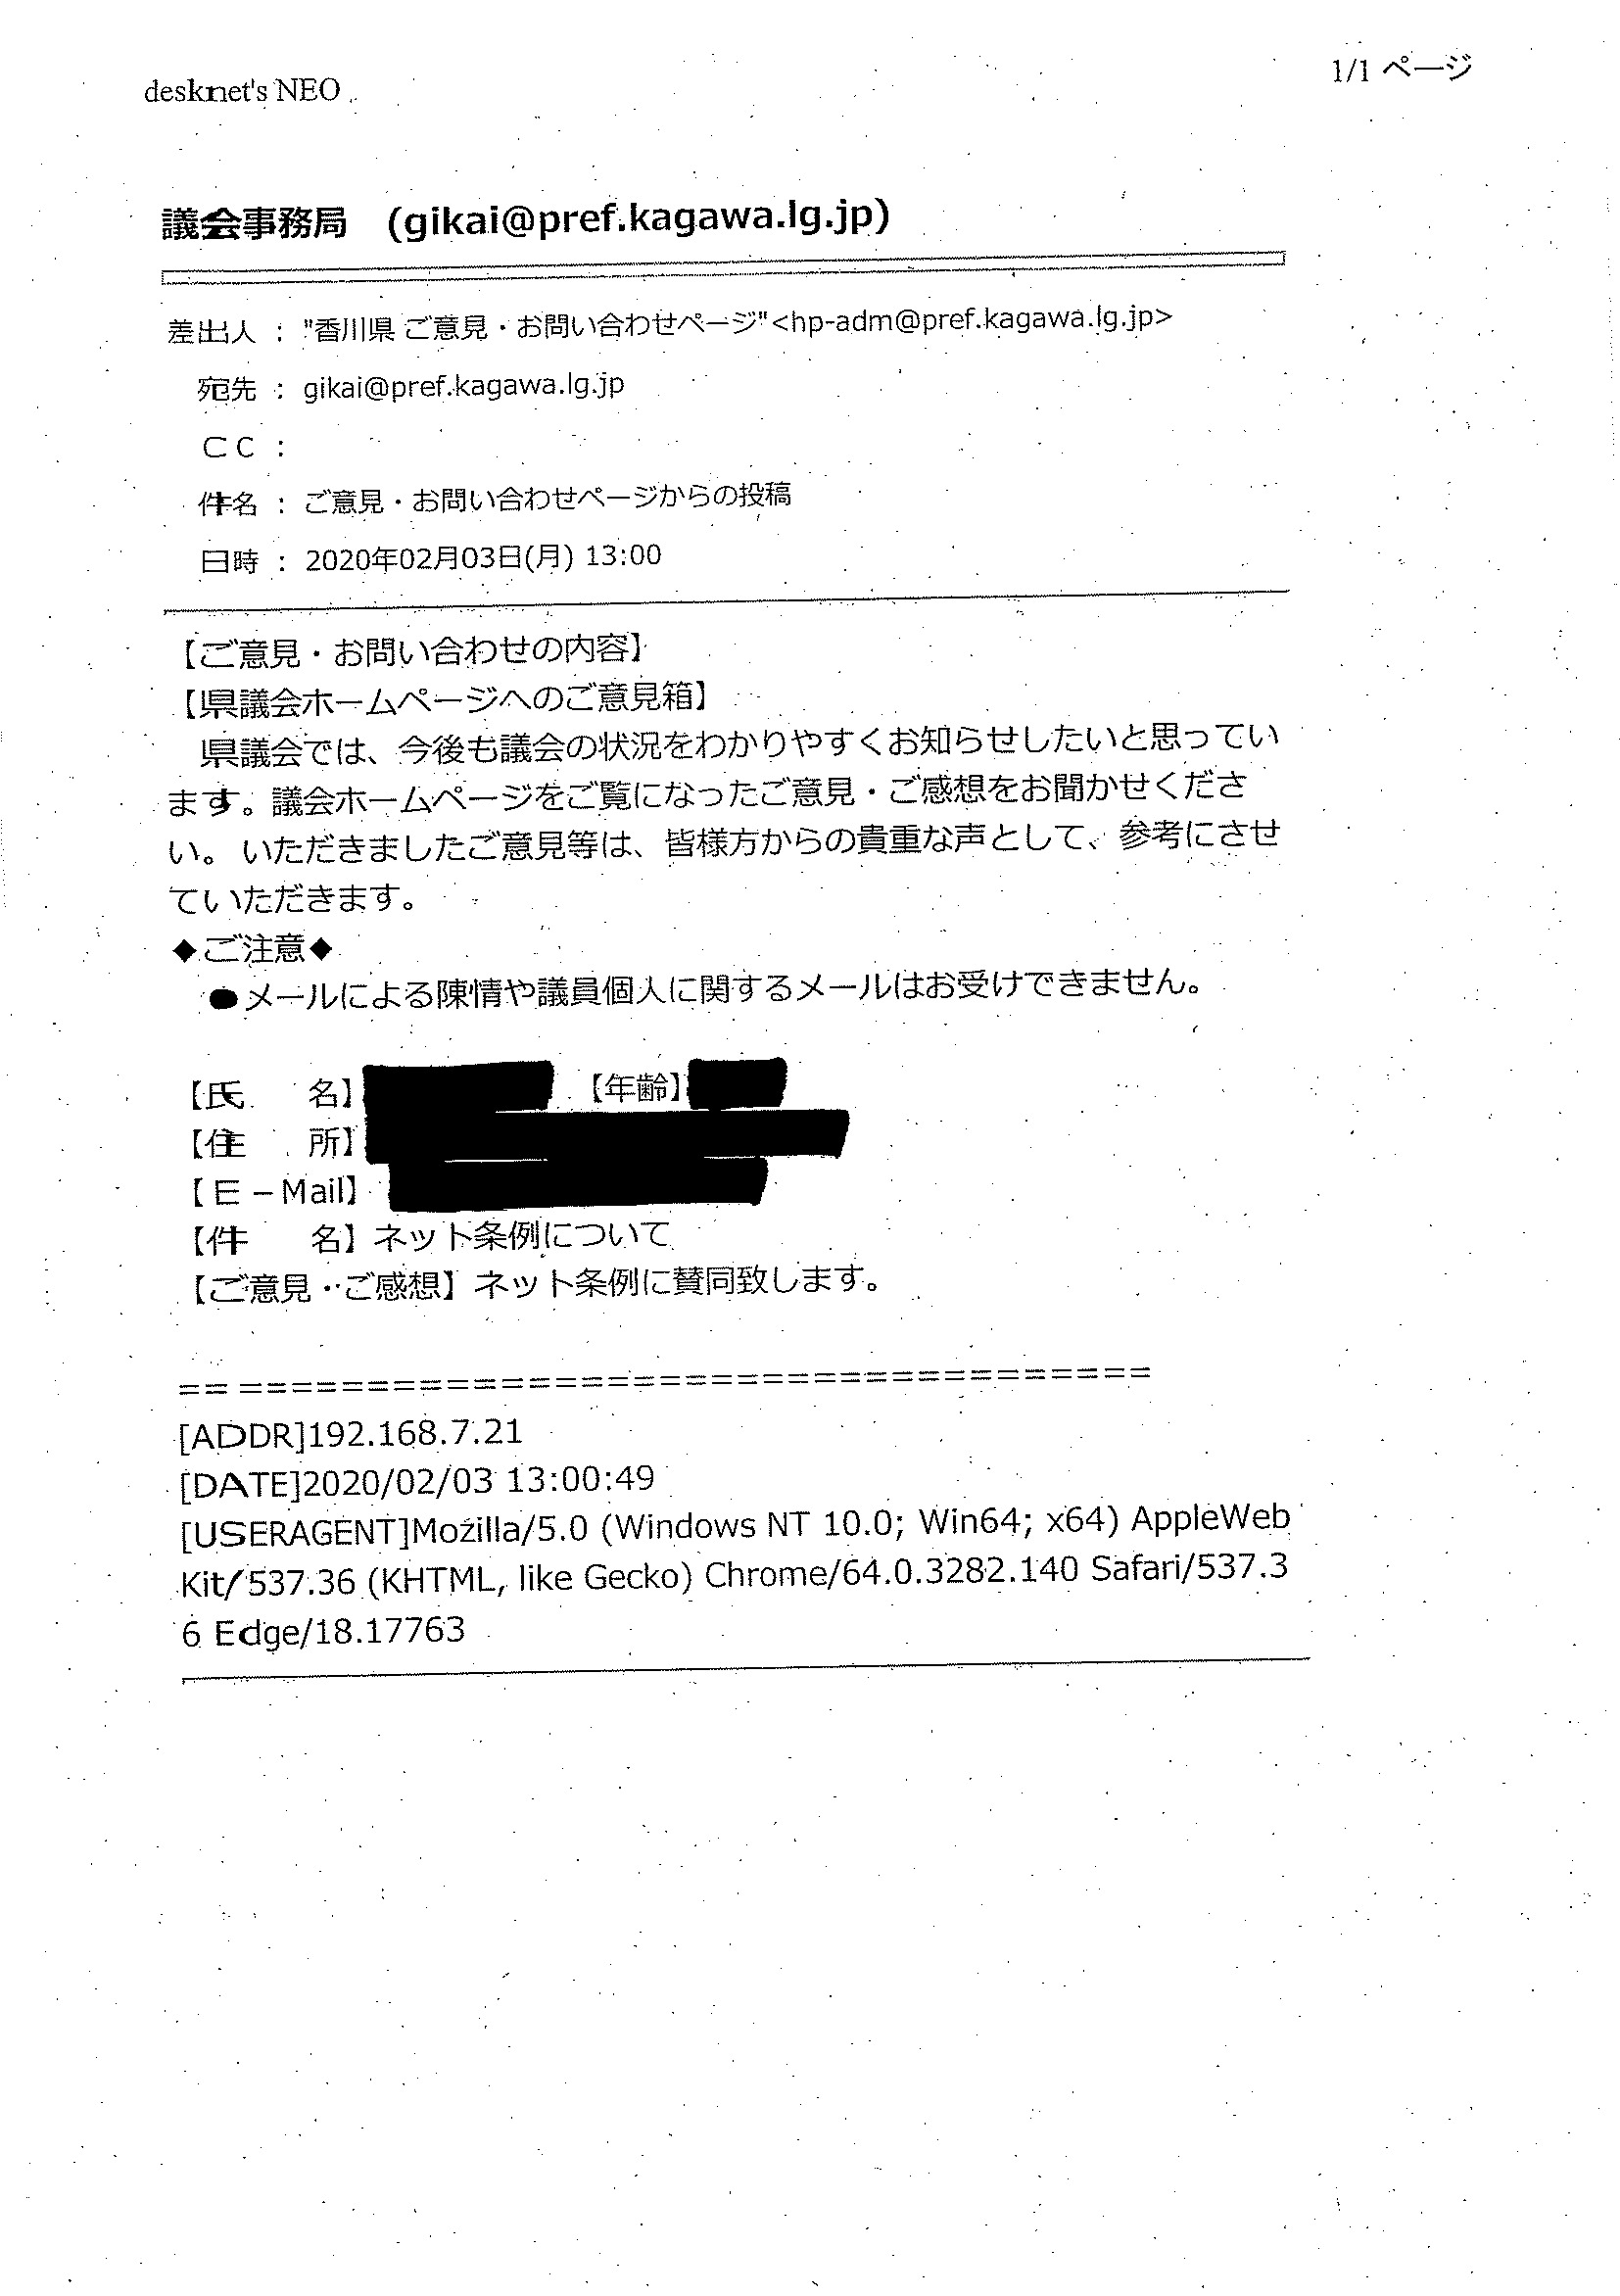 desknet's NEO
1/1 ページ
議会事務局　(gikai@pref.kagawa.lg.jp)
差出人 : "香川県 ご意見・お問い合わせページ"<hp-adm@pref.kagawa.lg.jp>
宛先 : gikai@pref.kagawa.lg.jp
ＣＣ :
件名 : ご意見・お問い合わせページからの投稿
日時 : 2020年02月03日(月) 13:00
【ご意見・お問い合わせの内容】
【県議会ホームページへのご意見箱】
　県議会では、今後も議会の状況をわかりやすくお知らせしたいと思ってい
ます。議会ホームページをご覧になったご意見・ご感想をお聞かせくださ
い。いただきましたご意見等は、皆様方からの貴重な声として、参考にさせ
ていただきます。
◆ご注意◆
　●メールによる陳情や議員個人に関するメールはお受けできません。
【氏　　名】　【年齢】
【住　　所】
【Ｅ－Mail】
【件　　名】ネット条例について
【ご意見・ご感想】ネット条例に賛同致します。
=====================================
[ADDR]192.168.7.21
[DATE]2020/02/03 13:00:49
[USERAGENT]Mozilla/5.0 (Windows NT 10.0; Win64; x64) AppleWeb
Kit/537.36 (KHTML, like Gecko) Chrome/64.0.3282.140 Safari/537.3
6 Edge/18.17763